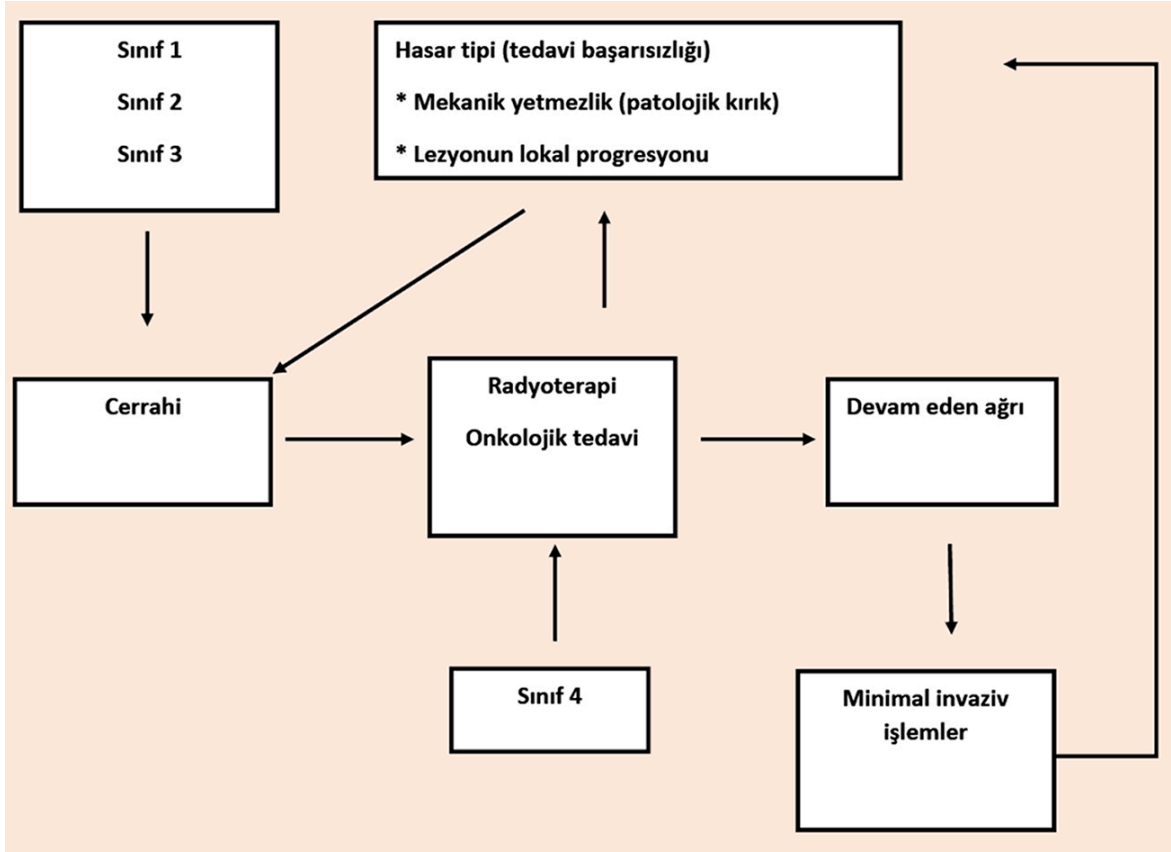 Sınıf 1
Sınıf 2
Sınıf 3
Hasar tipi (tedavi başarısızlığı)
* Mekanik yetmezlik (patolojik kırık)
* Lezyonun lokal progresyonu
Cerrahi
Radyoterapi
Onkolojik tedavi
Devam eden ağrı
Sınıf 4
Minimal invaziv
işlemler